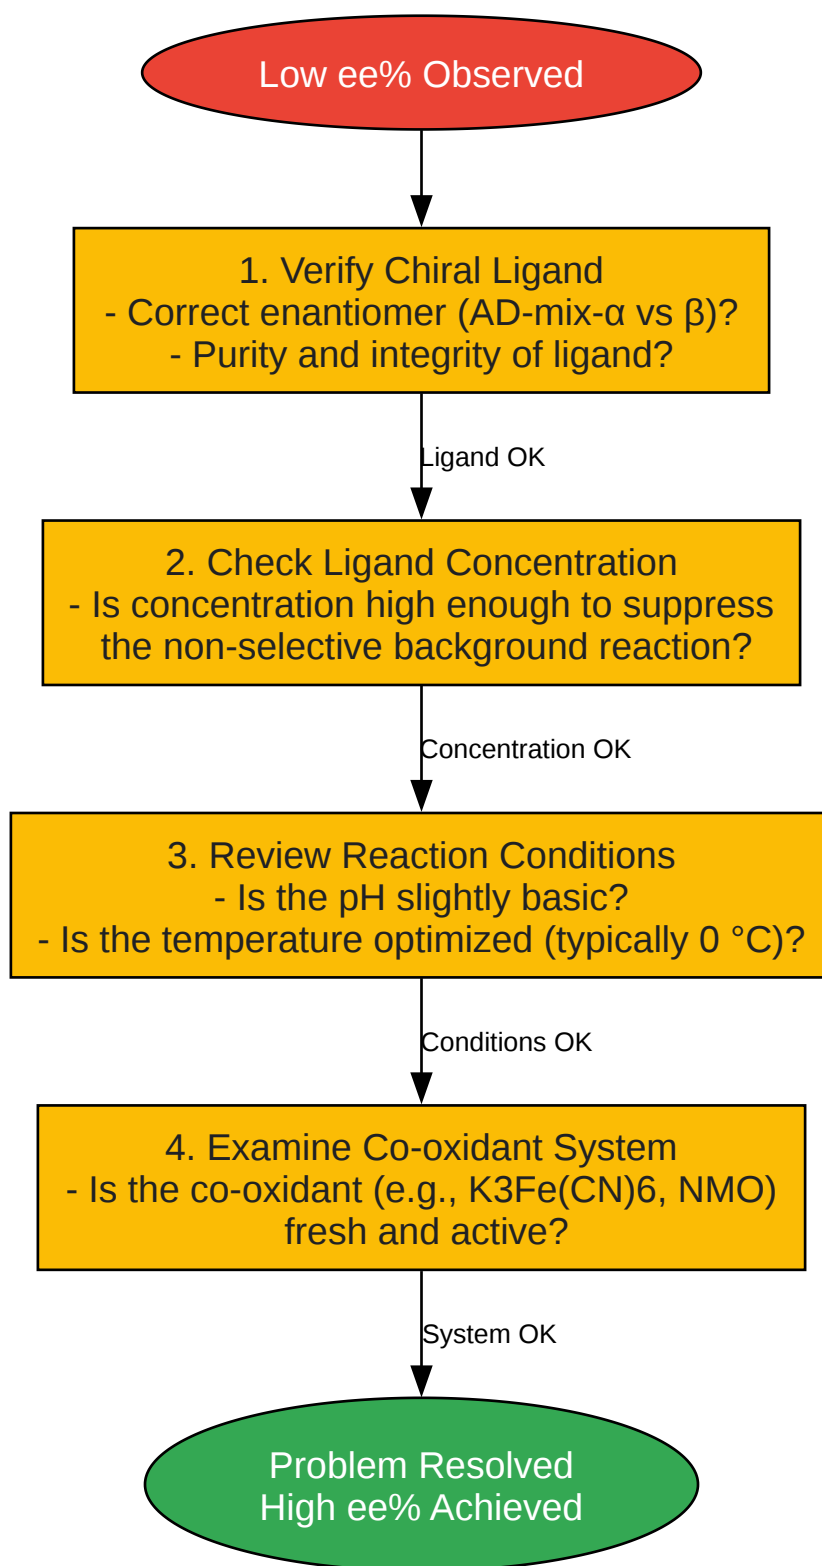 Low ee% Observed
1. Verify Chiral Ligand
- Correct enantiomer (AD-mix-α vs β)?
- Purity and integrity of ligand?
Ligand OK
2. Check Ligand Concentration
- Is concentration high enough to suppress
the non-selective background reaction?
Concentration OK
3. Review Reaction Conditions
- Is the pH slightly basic?
- Is the temperature optimized (typically 0 °C)?
Conditions OK
4. Examine Co-oxidant System
- Is the co-oxidant (e.g., K3Fe(CN)6, NMO)
fresh and active?
System OK
Problem Resolved
High ee% Achieved